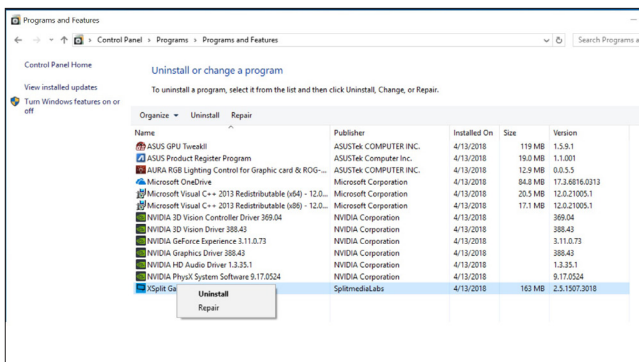 Programs and Features
Control Panel > Programs > Programs and Features
Search Programs a
Control Panel Home
View installed updates
Turn Windows features on or
off
Uninstall or change a program
To uninstall a program, select it from the list and then click Uninstall, Change, or Repair.
Organize Uninstall Repair
Name Publisher Installed On Size Version
ASUS GPU TweakII ASUSTek COMPUTER INC. 4/13/2018 119 MB 1.5.9.1
ASUS Product Register Program ASUSTek Computer Inc. 4/13/2018 19.0 MB 1.1.001
AURA RGB Lighting Control for Graphic card & ROG-... ASUSTek COMPUTER INC. 4/13/2018 12.9 MB 0.0.5.5
Microsoft OneDrive Microsoft Corporation 4/13/2018 84.8 MB 17.3.6816.0313
Microsoft Visual C++ 2013 Redistributable (x64) - 12.0... Microsoft Corporation 4/13/2018 20.5 MB 12.0.21005.1
Microsoft Visual C++ 2013 Redistributable (x86) - 12.0... Microsoft Corporation 4/13/2018 17.1 MB 12.0.21005.1
NVIDIA 3D Vision Controller Driver 369.04 NVIDIA Corporation 4/13/2018 369.04
NVIDIA 3D Vision Driver 388.43 NVIDIA Corporation 4/13/2018 388.43
NVIDIA GeForce Experience 3.11.0.73 NVIDIA Corporation 4/13/2018 3.11.0.73
NVIDIA Graphics Driver 388.43 NVIDIA Corporation 4/13/2018 388.43
NVIDIA HD Audio Driver 1.3.35.1 NVIDIA Corporation 4/13/2018 1.3.35.1
NVIDIA PhysX System Software 9.17.0524 NVIDIA Corporation 4/13/2018 9.17.0524
XSplit Ga SplitmediaLabs 4/13/2018 163 MB 2.5.1507.3018
Uninstall
Repair